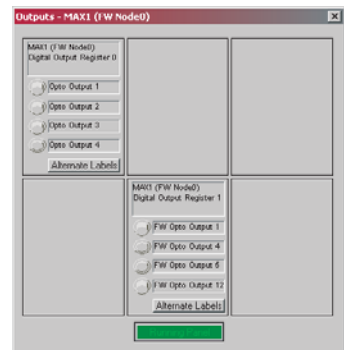 Outputs - MAX1 (FW Node0)
MAX1 (FW Node0)
Digital Output Register 0
Opto Output 1
Opto Output 2
Opto Output 3
Opto Output 4
Alternate Labels
MAX1 (FW Node0)
Digital Output Register 1
FW Opto Output 1
FW Opto Output 4
FW Opto Output 6
FW Opto Output 12
Alternate Labels
Running Panel